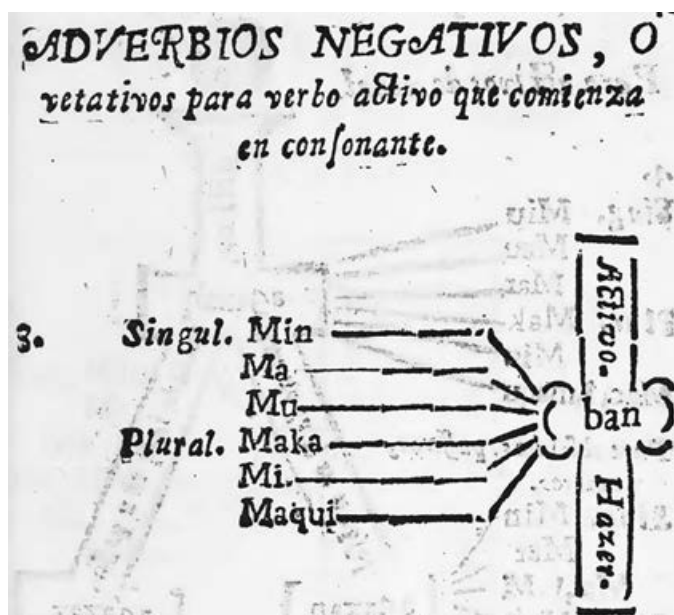 ADVERBIOS NEGATIVOS, O
vetativos para verbo activo que comienza
en conſonante.
3. Singul. Min
Ma
Mu
Plural. Maka
Mi.
Maqui
Activo.
ban
Hazer.